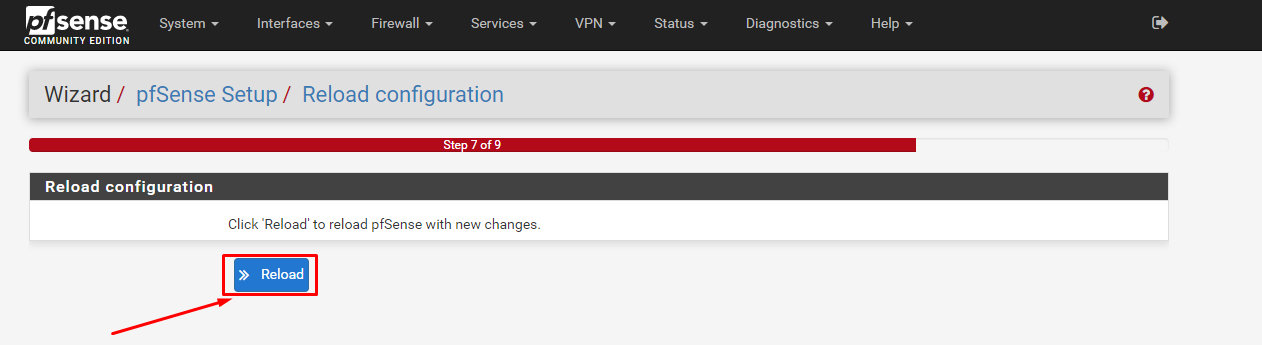 pfsense
COMMUNITY EDITION
System Interfaces Firewall Services VPN Status Diagnostics Help
Wizard / pfSense Setup / Reload configuration
Step 7 of 9
Reload configuration
Click 'Reload' to reload pfSense with new changes.
Reload